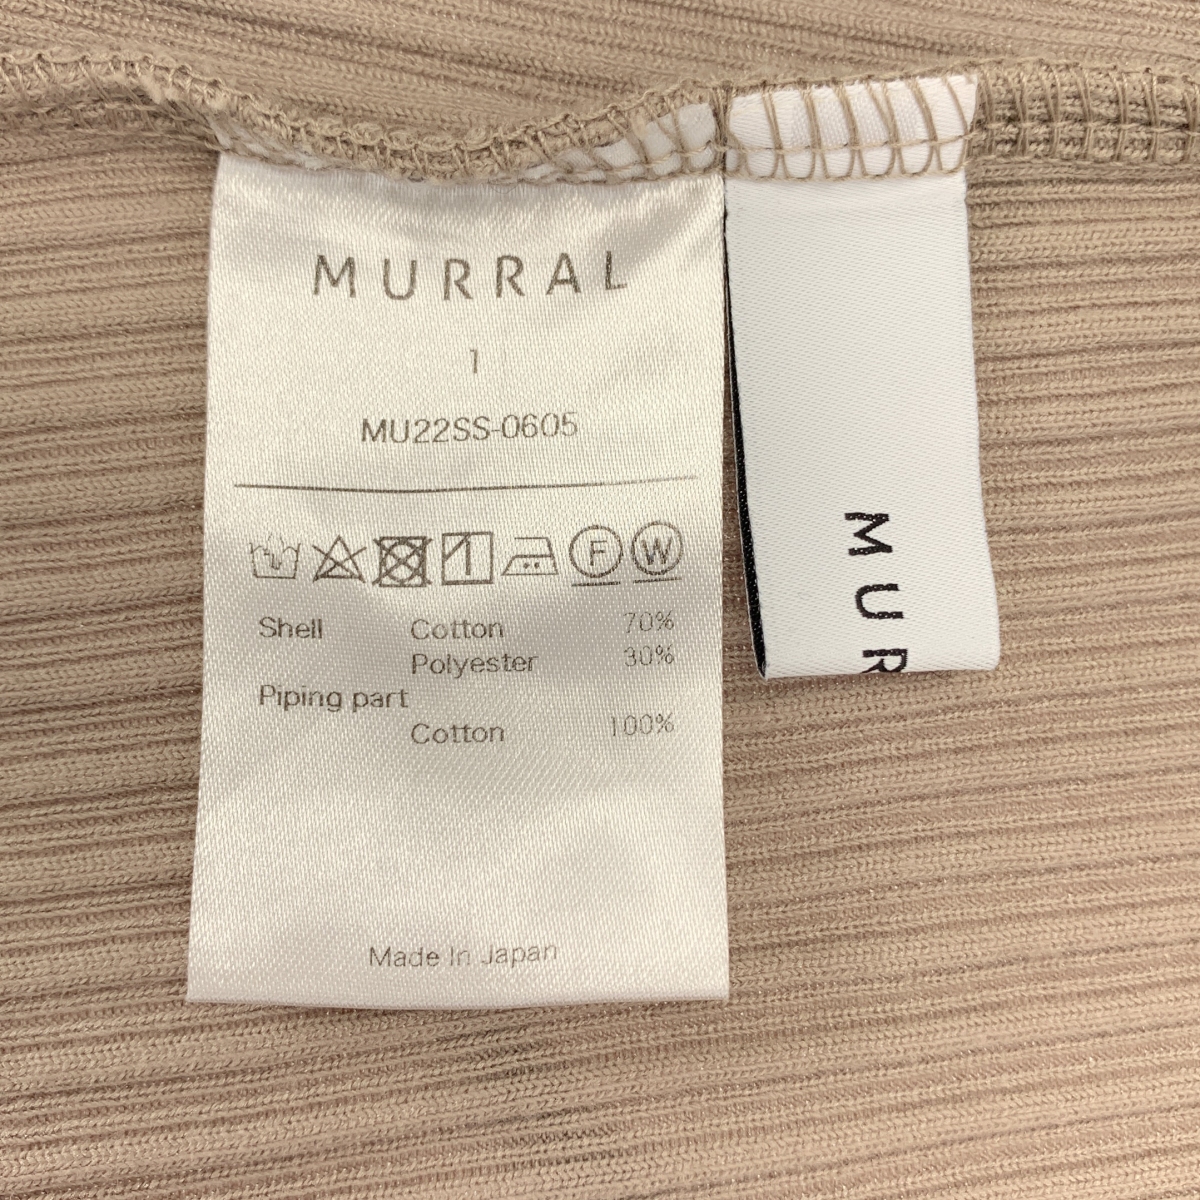 MURRAL
1
MU22SS-0605
F W
Shell Cotton 70%
Polyester 30%
Piping part
Cotton 100%
Made In Japan
MUR